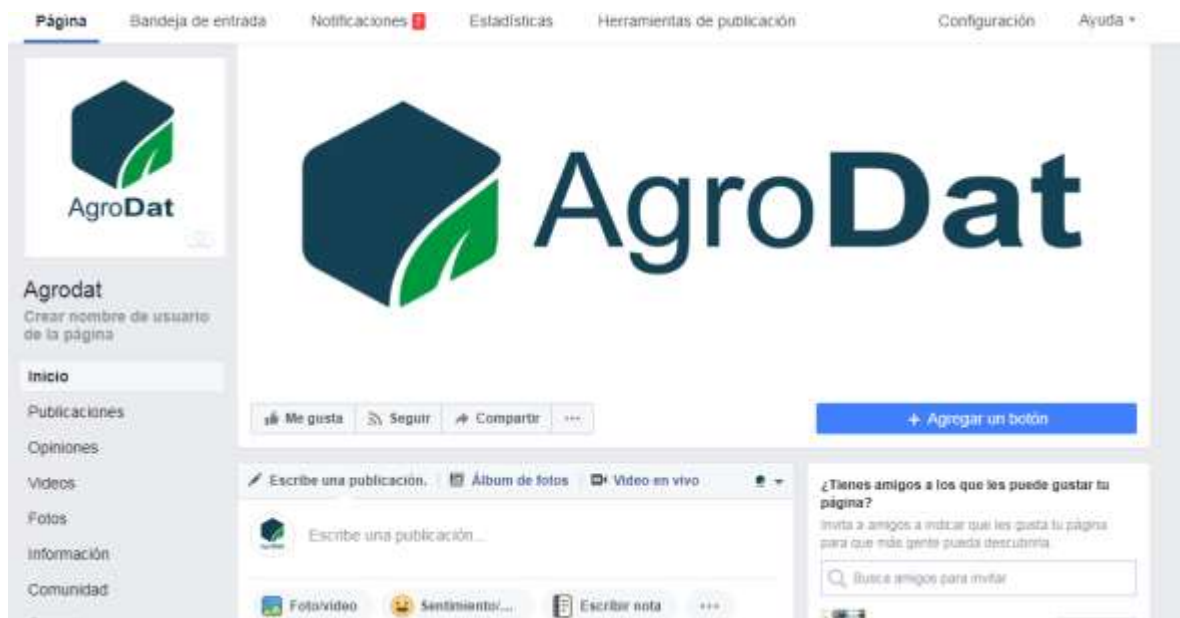 Página Bandeja de entrada Notificaciones Estadísticas Herramientas de publicación Configuración Ayuda
AgroDat
AgroDat
Agrodat
Crear nombre de usuario
de la página
Inicio
Publicaciones
Opiniones
Videos
Fotos
Información
Comunidad
Me gusta Seguir Compartir ...
+ Agregar un botón
Escribe una publicación. Álbum de fotos Video en vivo
Escribe una publicación...
Foto/video Sentimiento/... Escribir nota ...
¿Tienes amigos a los que les puede gustar tu
página?
Invita a amigos a indicar que les gusta tu página
para que más gente pueda descubrirla.
Busca amigos para invitar